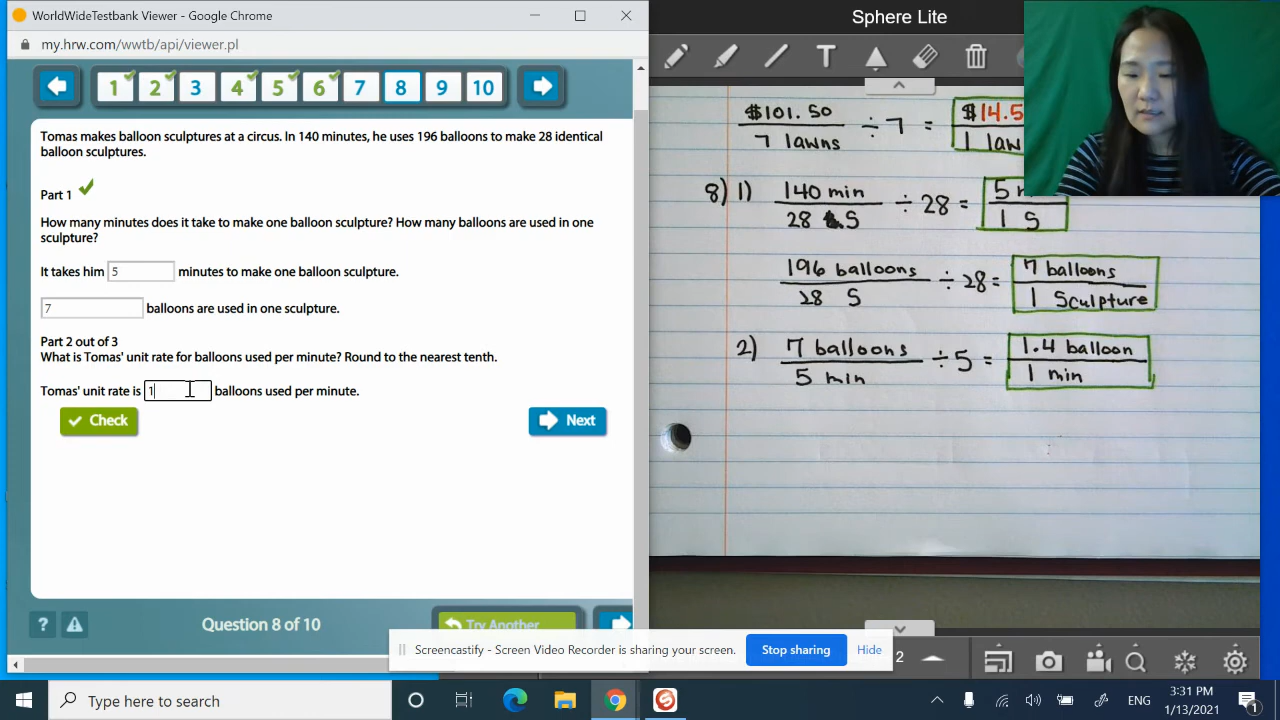 WorldWideTestbank Viewer - Google Chrome
my.hrw.com/wwtb/api/viewer.pl
1 2 3 4 5 6 7 8 9 10
Tomas makes balloon sculptures at a circus. In 140 minutes, he uses 196 balloons to make 28 identical
balloon sculptures.
Part 1
How many minutes does it take to make one balloon sculpture? How many balloons are used in one
sculpture?
It takes him 5 minutes to make one balloon sculpture.
7 balloons are used in one sculpture.
Part 2 out of 3
What is Tomas' unit rate for balloons used per minute? Round to the nearest tenth.
Tomas' unit rate is 1 balloons used per minute.
Check
Next
? Question 8 of 10
Try Another
Sphere Lite
T
$101.50
7 lawns
÷ 7 =
$14.5
1 law
8) 1) 140 min
28 S
÷ 28 =
5 m
1 S
196 balloons
28 S
÷ 28 =
7 balloons
1 Sculpture
2) 7 balloons
5 min
÷ 5 =
1.4 balloon
1 min
Screencastify - Screen Video Recorder is sharing your screen.
Stop sharing
Hide
2
Type here to search
ENG
3:31 PM
1/13/2021
1